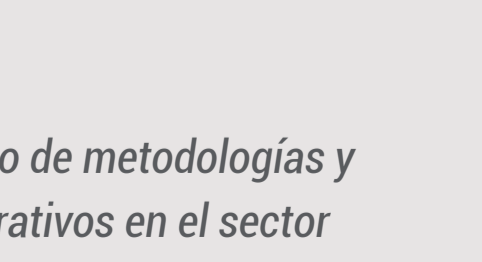 o de metodologías y
rativos en el sector